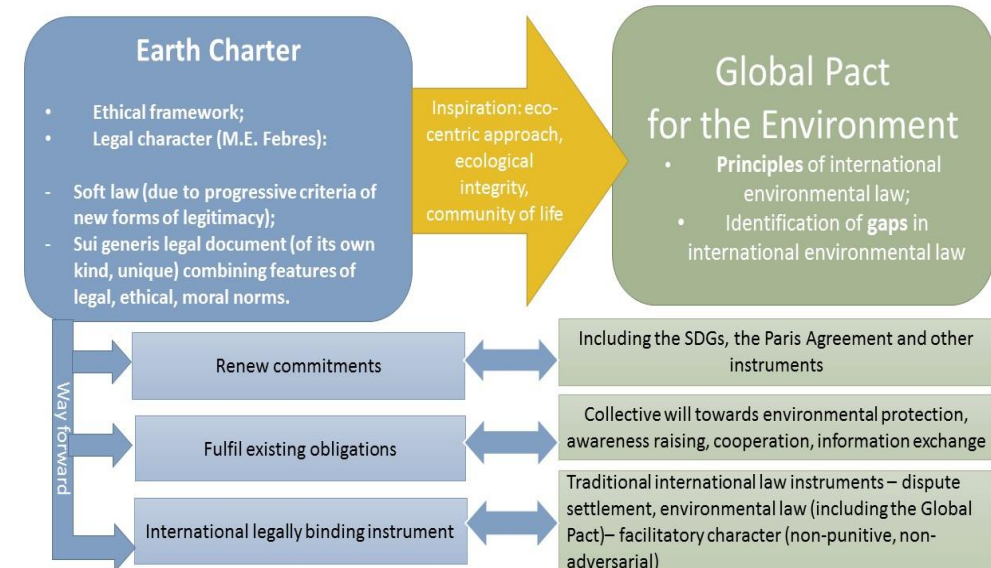 Earth Charter
• Ethical framework;
• Legal character (M.E. Febres):
- Soft law (due to progressive criteria of
new forms of legitimacy);
- Sui generis legal document (of its own
kind, unique) combining features of
legal, ethical, moral norms.
Inspiration: eco-
centric approach,
ecological
integrity,
community of life
Global Pact
for the Environment
• Principles of international
environmental law;
• Identification of gaps in
international environmental law
Way forward
Renew commitments
Including the SDGs, the Paris Agreement and other
instruments
Fulfil existing obligations
Collective will towards environmental protection,
awareness raising, cooperation, information exchange
International legally binding instrument
Traditional international law instruments – dispute
settlement, environmental law (including the Global
Pact)– facilitatory character (non-punitive, non-
adversarial)